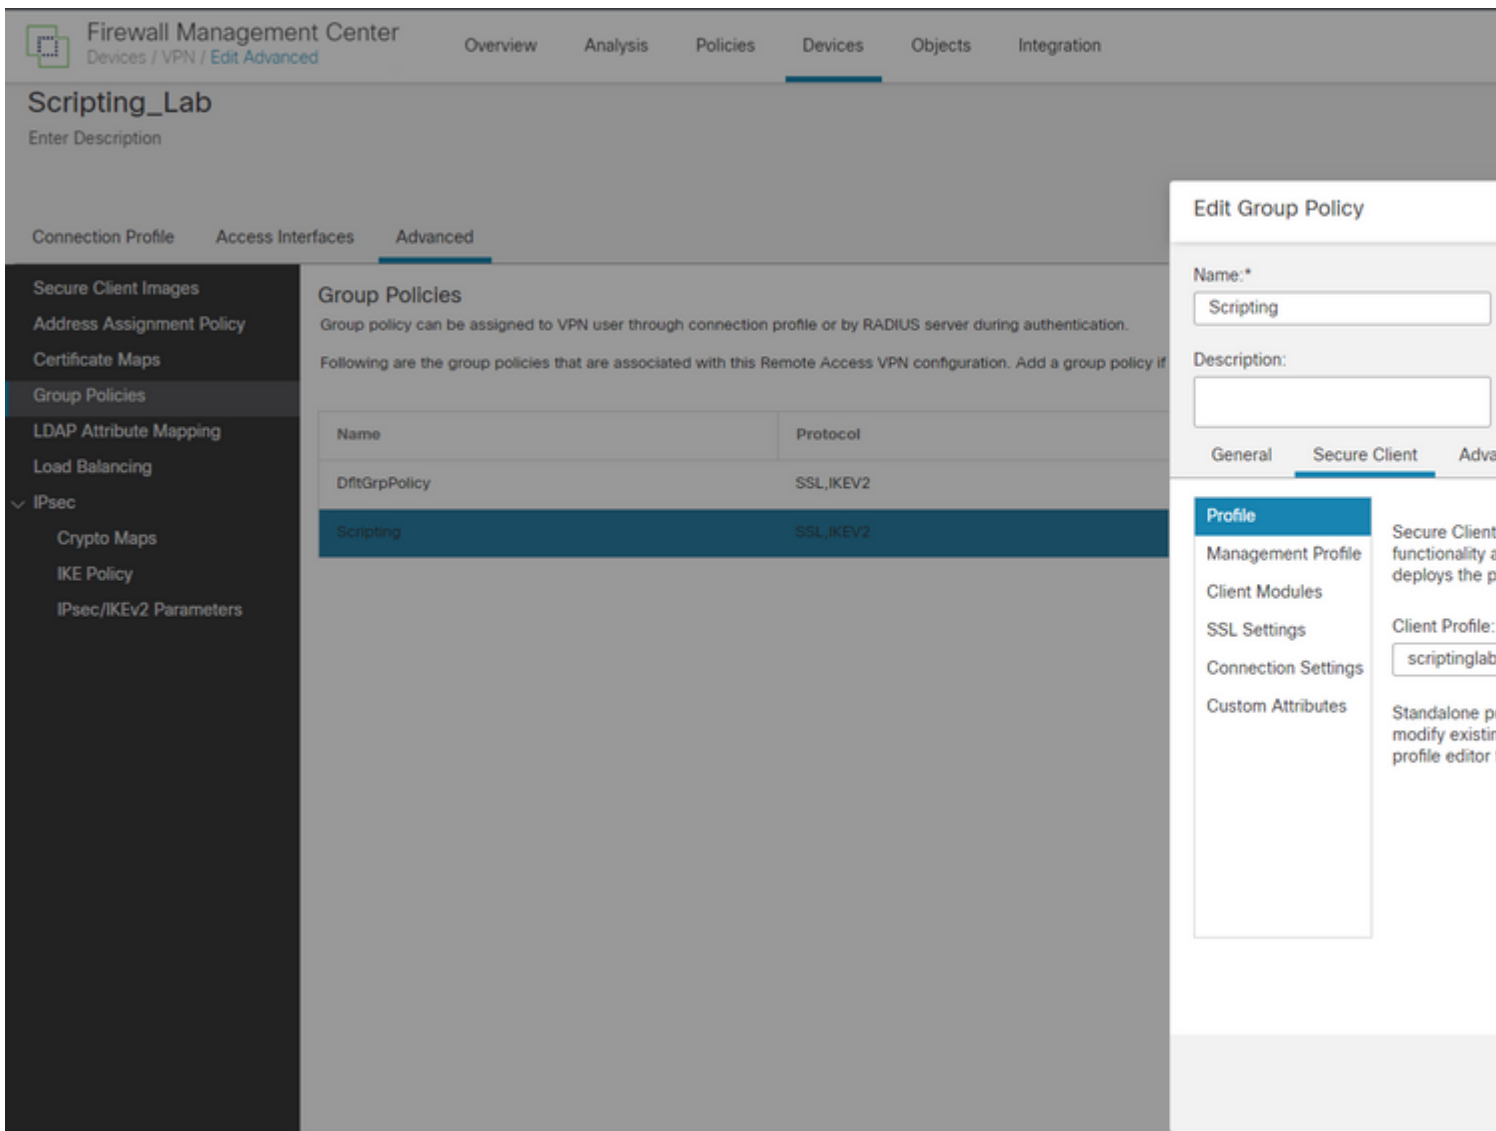 Firewall Management Center
Devices / VPN / Edit Advanced
Overview Analysis Policies Devices Objects Integration
Scripting_Lab
Enter Description
Connection Profile Access Interfaces Advanced
Secure Client Images
Address Assignment Policy
Certificate Maps
Group Policies
LDAP Attribute Mapping
Load Balancing
IPsec
Crypto Maps
IKE Policy
IPsec/IKEv2 Parameters
Group Policies
Group policy can be assigned to VPN user through connection profile or by RADIUS server during authentication.
Following are the group policies that are associated with this Remote Access VPN configuration. Add a group policy if
Name Protocol
DfltGrpPolicy SSL,IKEV2
Scripting SSL,IKEV2
Edit Group Policy
Name:*
Scripting
Description:
General Secure Client Adva
Profile
Management Profile
Client Modules
SSL Settings
Connection Settings
Custom Attributes
Secure Client
functionality a
deploys the p
Client Profile:
scriptinglab
Standalone p
modify existin
profile editor